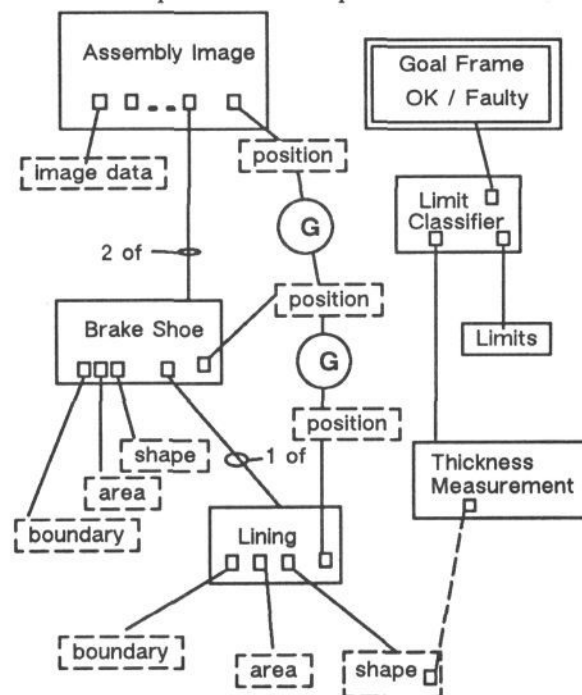 Assembly Image
Goal Frame
OK / Faulty
image data
position
G
Limit
Classifier
2 of
position
Brake Shoe
Limits
G
position
shape
1 of
Thickness
Measurement
area
boundary
Lining
boundary
area
shape